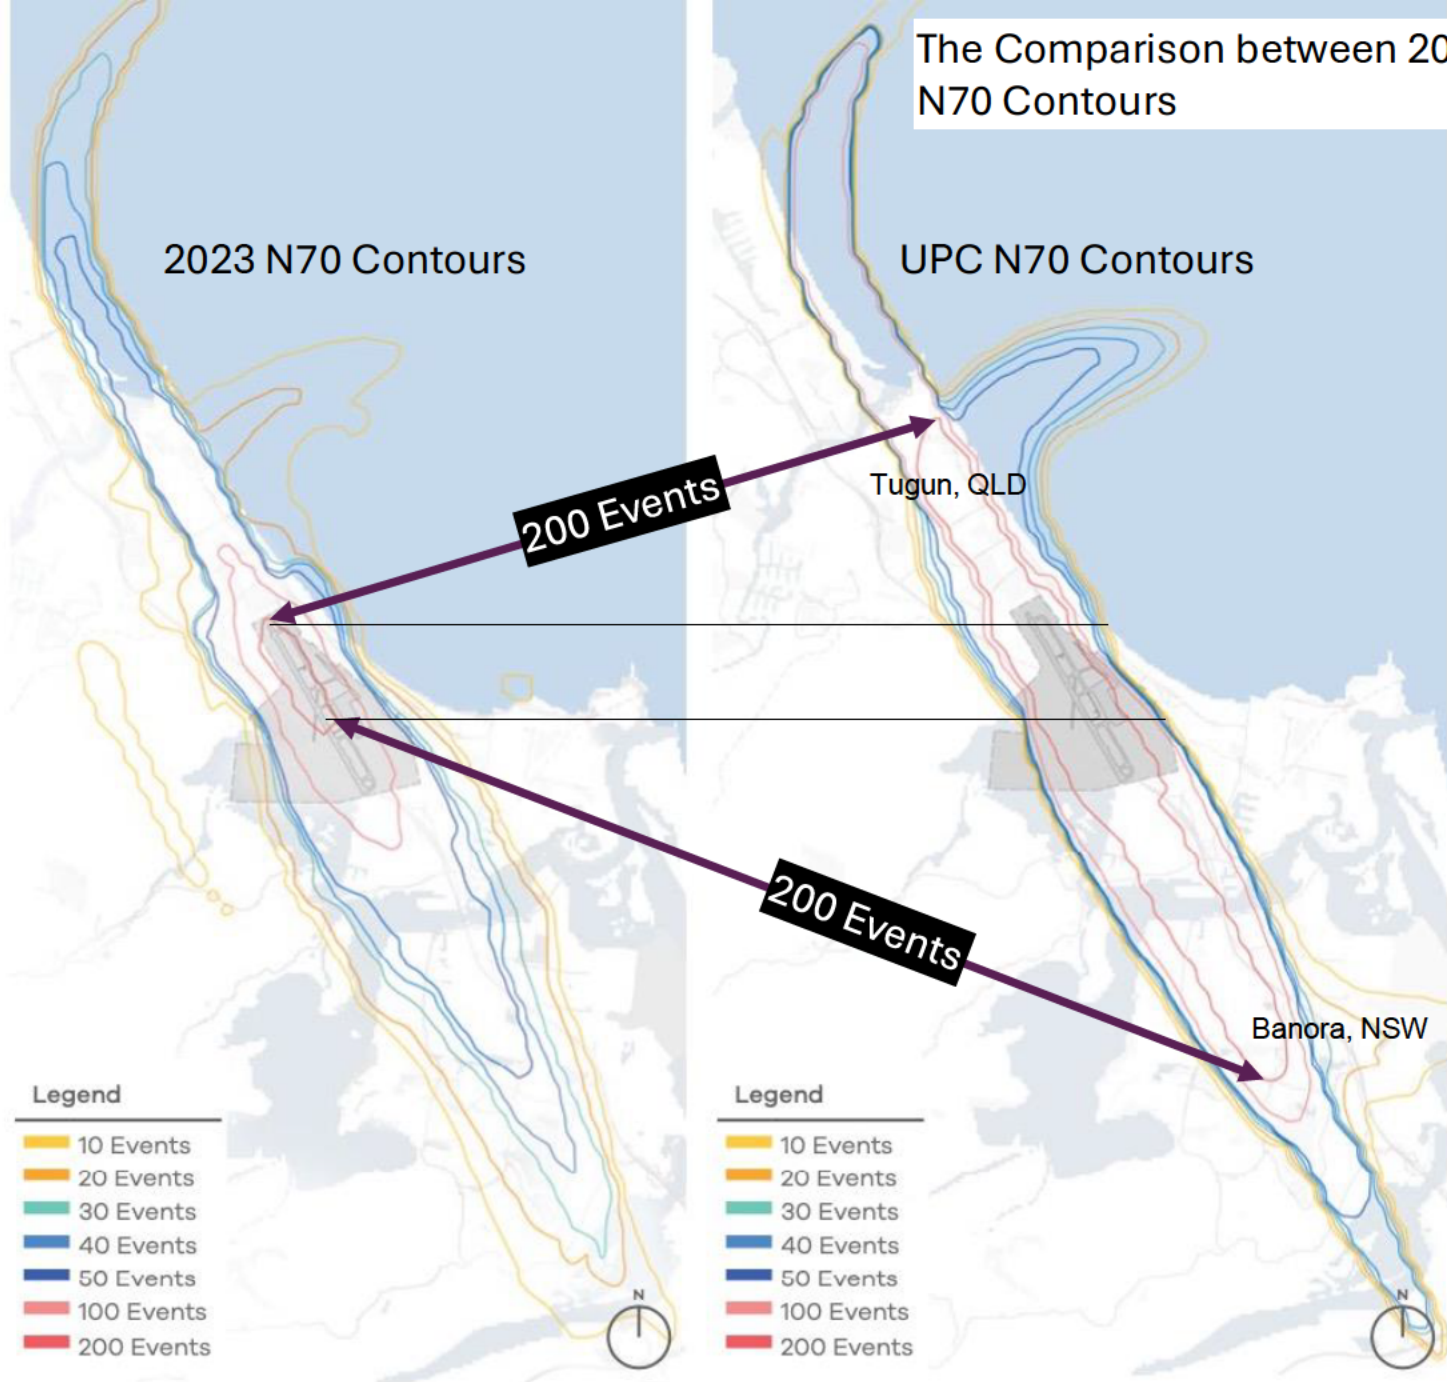 The Comparison between 20
N70 Contours
2023 N70 Contours
UPC N70 Contours
200 Events
Tugun, QLD
200 Events
Banora, NSW
Legend
10 Events
20 Events
30 Events
40 Events
50 Events
100 Events
200 Events
N
Legend
10 Events
20 Events
30 Events
40 Events
50 Events
100 Events
200 Events
N